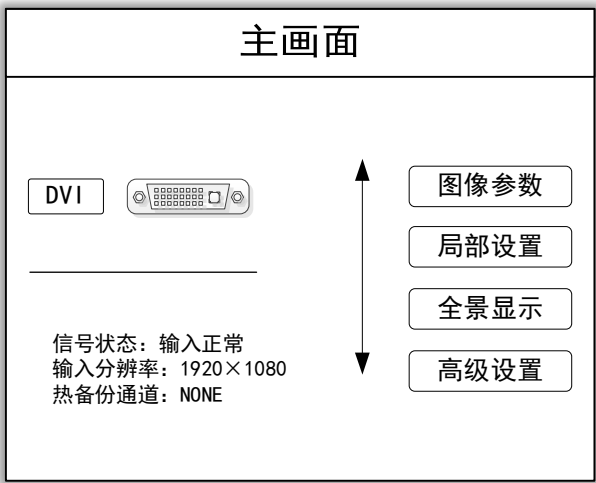 主画面
DVI
信号状态：输入正常
输入分辨率：1920×1080
热备份通道：NONE
图像参数
局部设置
全景显示
高级设置